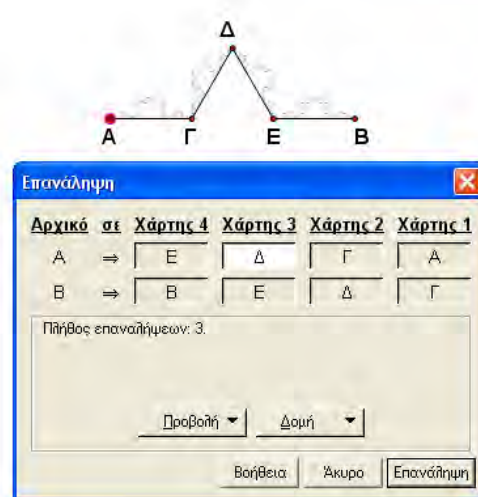 Δ
Α Γ Ε Β
Επανάληψη
Αρχικό σε Χάρτης 4 Χάρτης 3 Χάρτης 2 Χάρτης 1
Α ⇒ Ε Δ Γ Α
Β ⇒ Β Ε Δ Γ
Πλήθος επαναλήψεων: 3.
Προβολή Δομή
Βοήθεια Άκυρο Επανάληψη